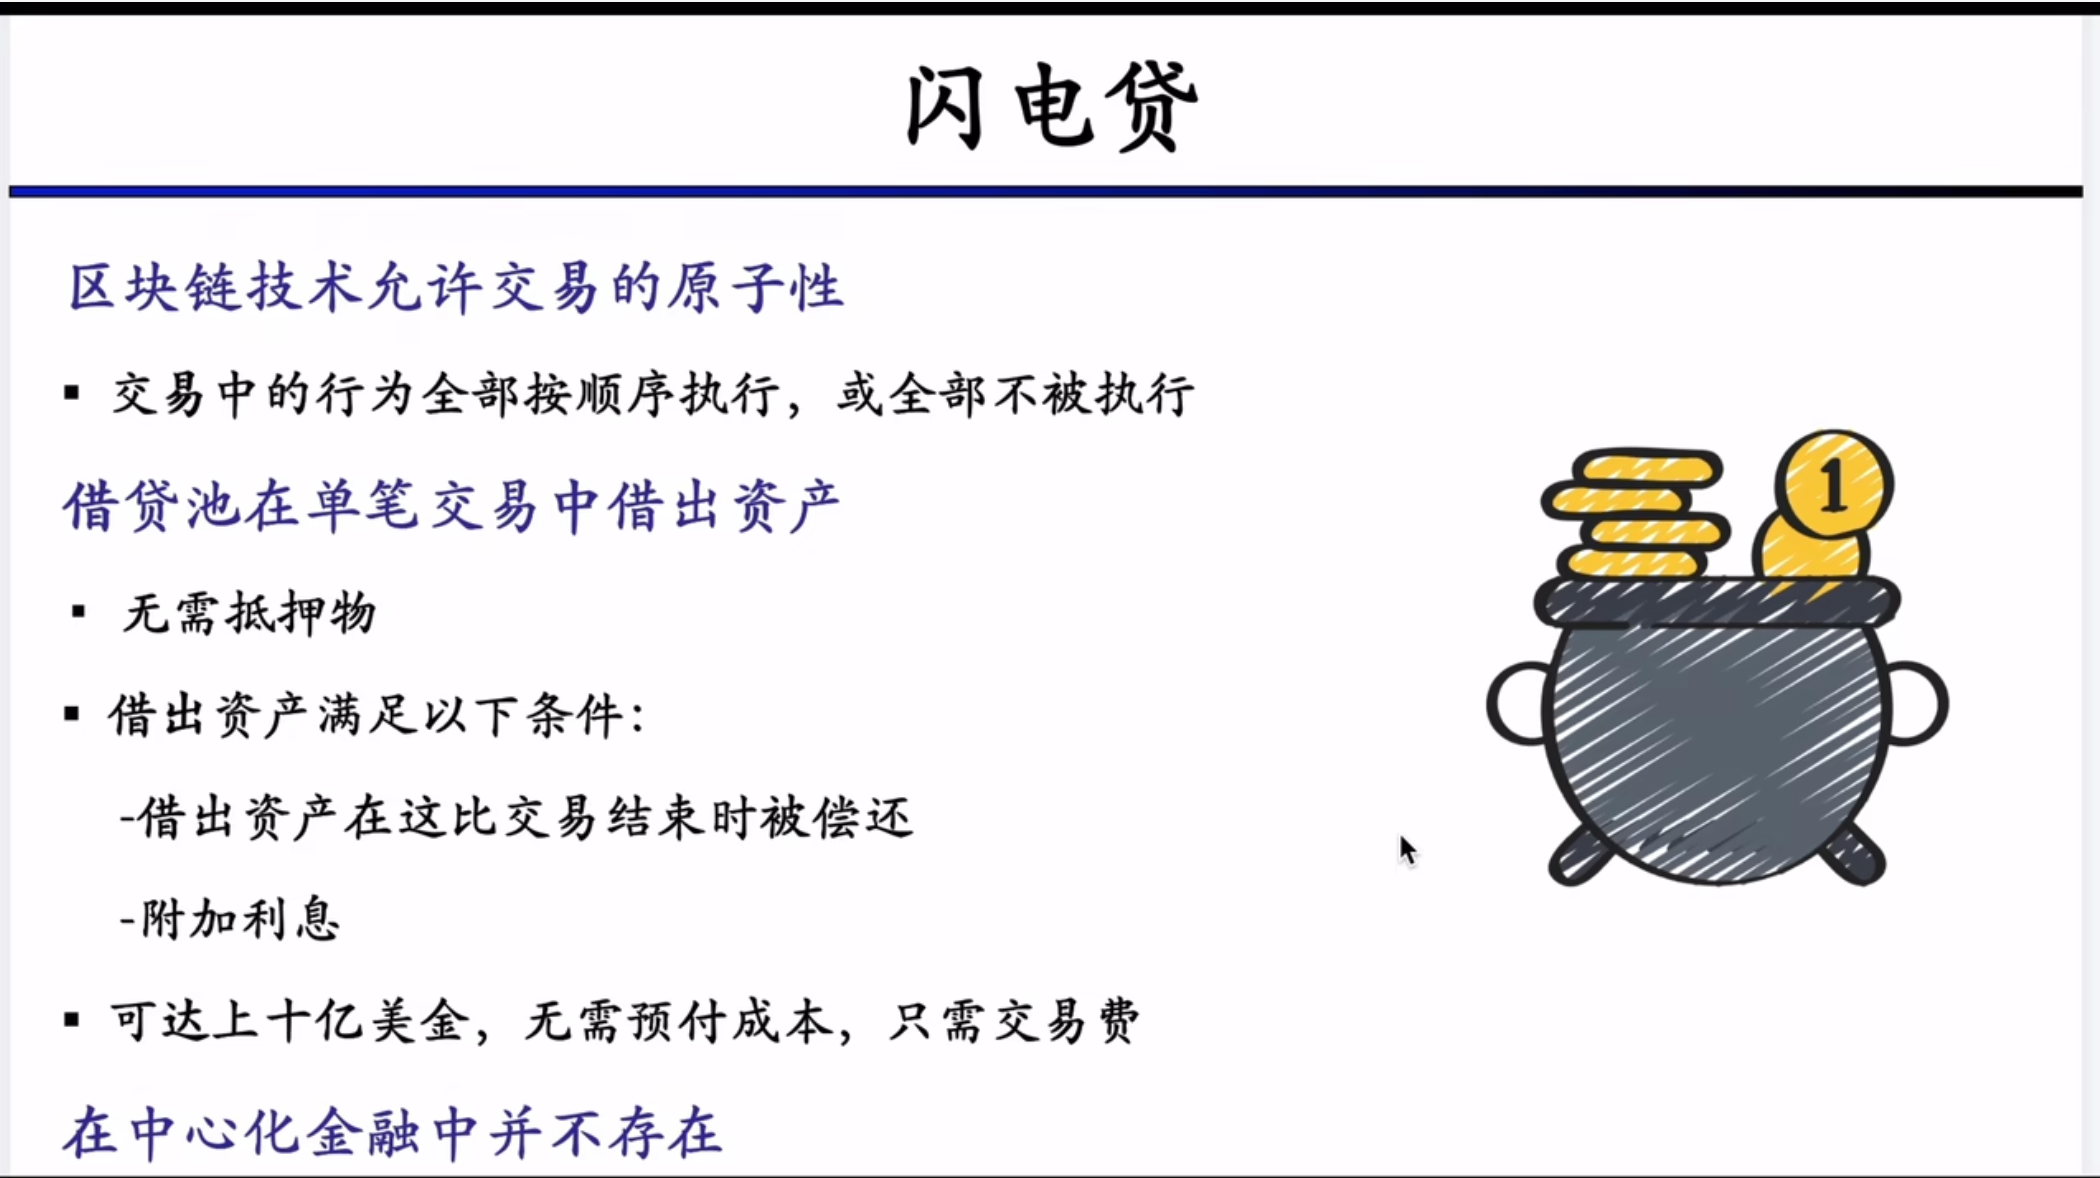 闪电贷
区块链技术允许交易的原子性
▪ 交易中的行为全部按顺序执行，或全部不被执行
借贷池在单笔交易中借出资产
▪ 无需抵押物
▪ 借出资产满足以下条件：
-借出资产在这比交易结束时被偿还
-附加利息
▪ 可达上十亿美金，无需预付成本，只需交易费
在中心化金融中并不存在
1